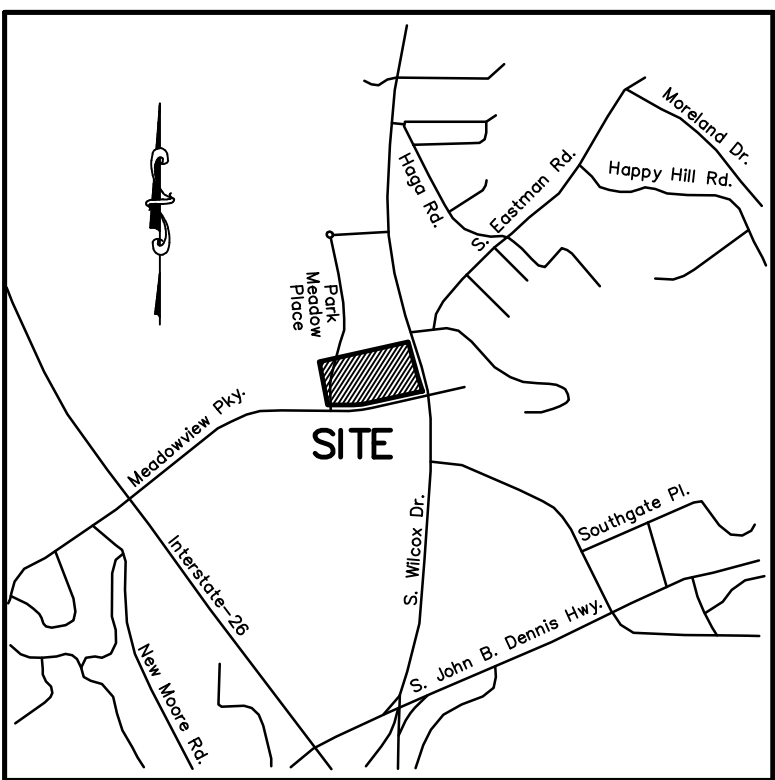 Moreland Dr.
Happy Hill Rd.
Haga Rd.
S. Eastman Rd.
Park
Meadow
Place
Meadowview Pky.
SITE
S. Wilcox Dr.
Southgate Pl.
Interstate-26
S. John B. Dennis Hwy.
New Moore Rd.